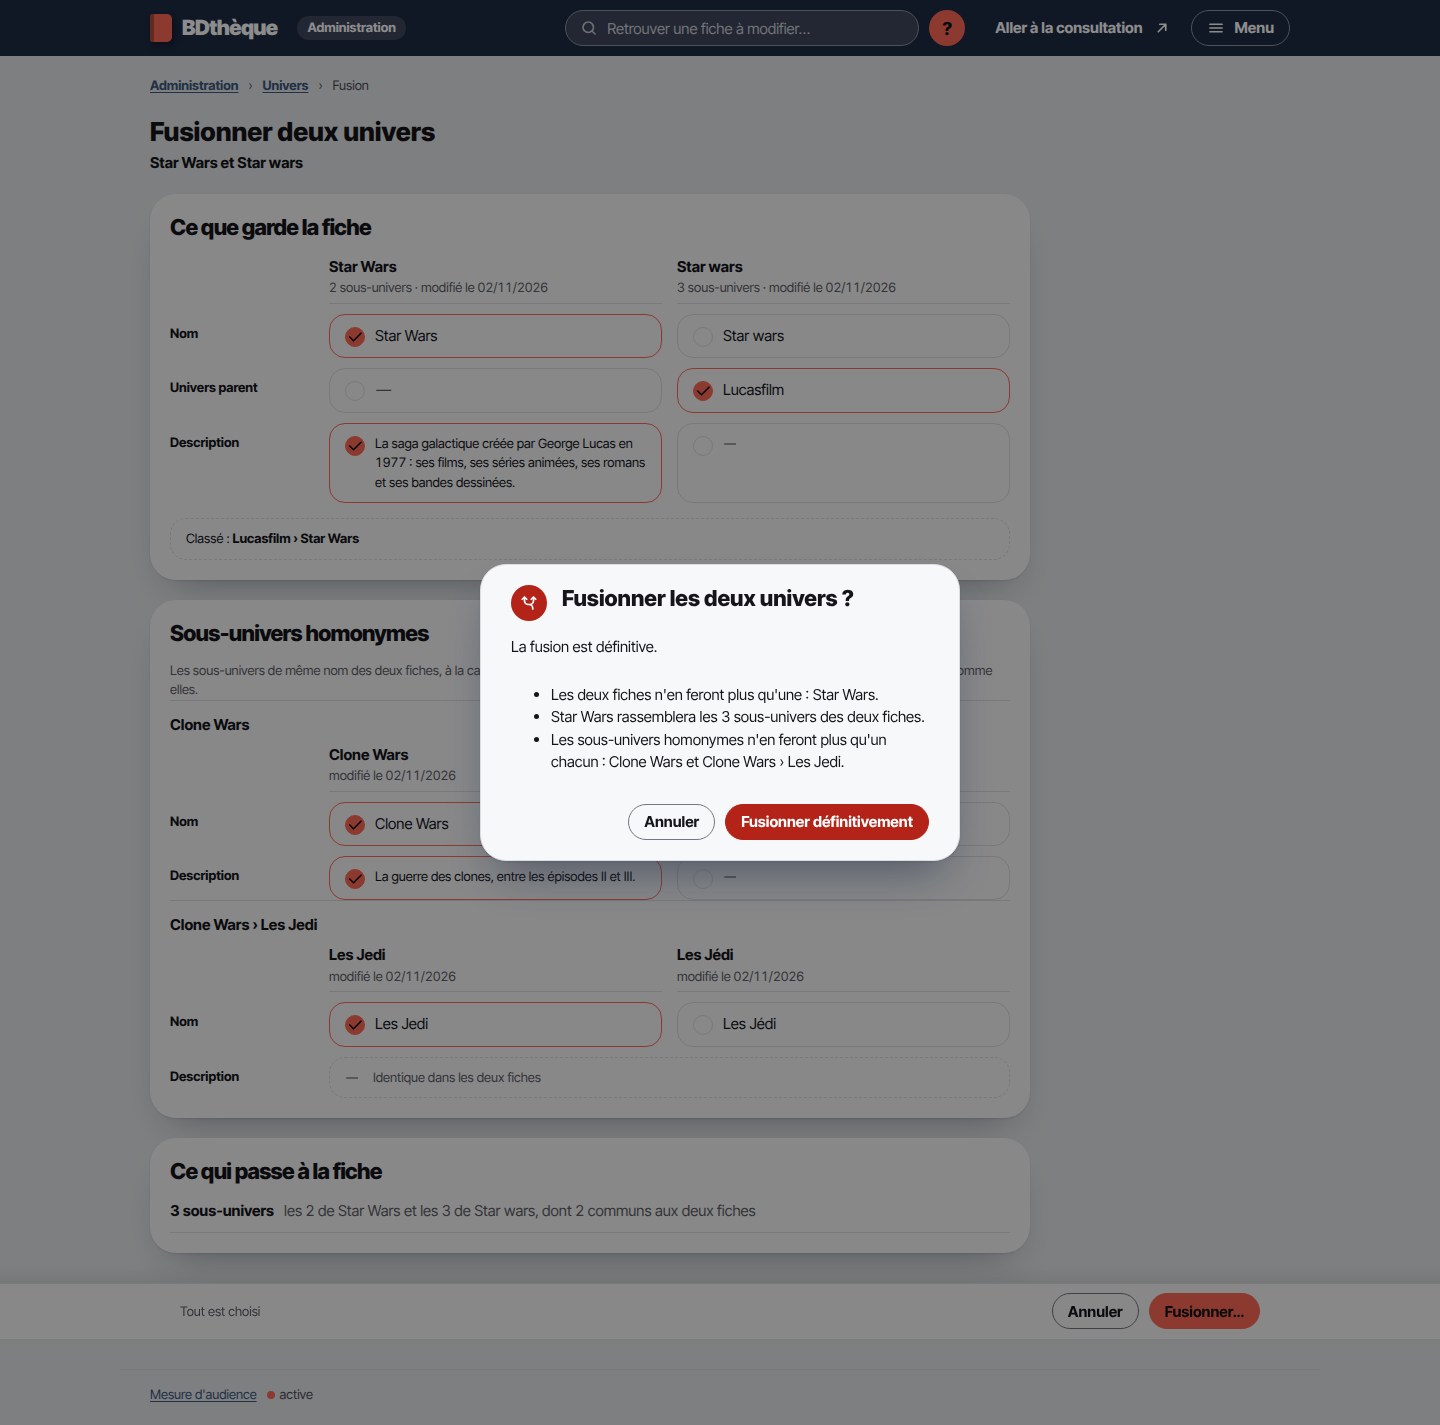 BDthèque
Administration
Retrouver une fiche à modifier...
?
Aller à la consultation
Menu
Administration › Univers › Fusion
Fusionner deux univers
Star Wars et Star wars
Ce que garde la fiche
Star Wars
Star wars
2 sous-univers · modifié le 02/11/2026
3 sous-univers · modifié le 02/11/2026
Nom
Star Wars
Star wars
Univers parent
—
Lucasfilm
Description
La saga galactique créée par George Lucas en
1977 : ses films, ses séries animées, ses romans
et ses bandes dessinées.
—
Classé : Lucasfilm › Star Wars
Fusionner les deux univers ?
La fusion est définitive.
• Les deux fiches n'en feront plus qu'une : Star Wars.
• Star Wars rassemblera les 3 sous-univers des deux fiches.
• Les sous-univers homonymes n'en feront plus qu'un
chacun : Clone Wars et Clone Wars › Les Jedi.
Annuler
Fusionner définitivement
Sous-univers homonymes
Les sous-univers de même nom des deux fiches, à la
elles.
Clone Wars
Clone Wars
modifié le 02/11/2026
Nom
Clone Wars
Description
La guerre des clones, entre les épisodes II et III.
—
Clone Wars › Les Jedi
Les Jedi
Les Jédi
modifié le 02/11/2026
modifié le 02/11/2026
Nom
Les Jedi
Les Jédi
Description
— Identique dans les deux fiches
Ce qui passe à la fiche
3 sous-univers les 2 de Star Wars et les 3 de Star wars, dont 2 communs aux deux fiches
Tout est choisi
Annuler
Fusionner...
Mesure d'audience
active